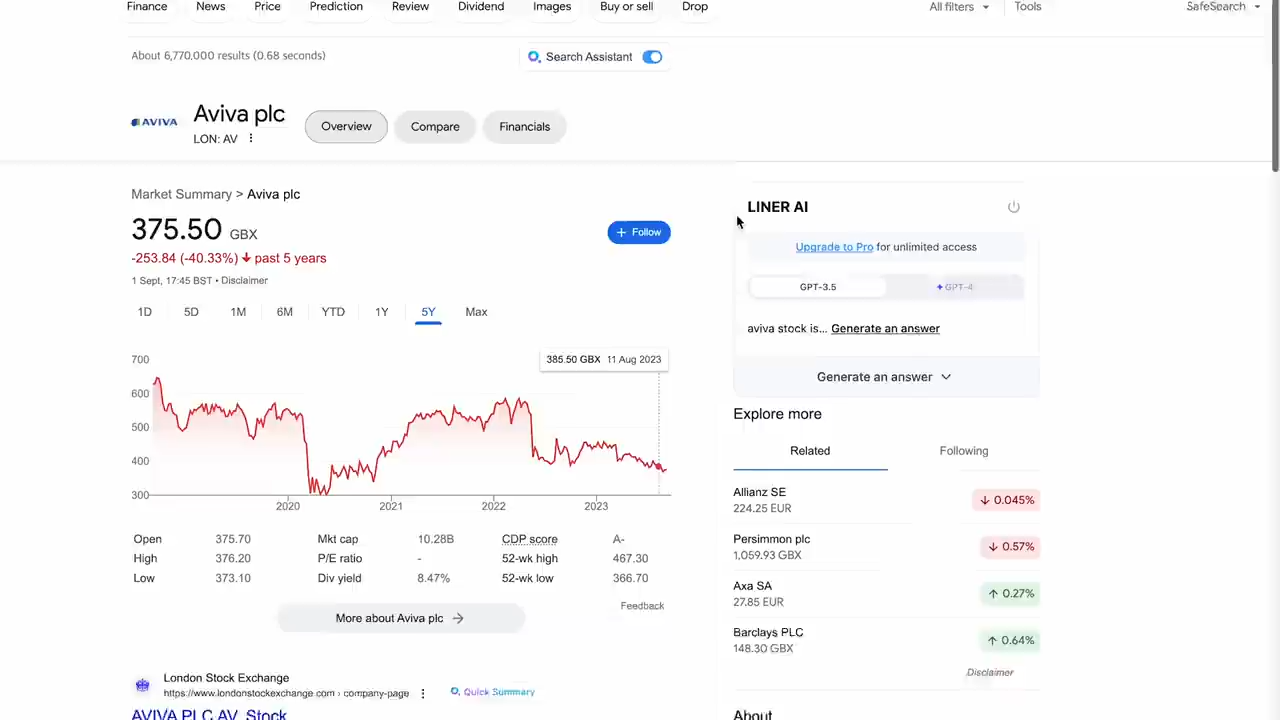 Finance News Price Prediction Review Dividend Images Buy or sell Drop All filters Tools SafeSearch
About 6,770,000 results (0.68 seconds)
Search Assistant
AVIVA
Aviva plc
LON: AV
Overview Compare Financials
Market Summary > Aviva plc
375.50 GBX
+ Follow
-253.84 (-40.33%) ↓ past 5 years
1 Sept, 17:45 BST • Disclaimer
1D 5D 1M 6M YTD 1Y 5Y Max
385.50 GBX 11 Aug 2023
700
600
500
400
300
2020 2021 2022 2023
Open 375.70 Mkt cap 10.28B CDP score A-
High 376.20 P/E ratio - 52-wk high 467.30
Low 373.10 Div yield 8.47% 52-wk low 366.70
Feedback
More about Aviva plc →
London Stock Exchange
https://www.londonstockexchange.com › company-page
Quick Summary
AVIVA PLC AV. Stock
LINER AI
Upgrade to Pro for unlimited access
GPT-3.5 GPT-4
aviva stock is... Generate an answer
Generate an answer
Explore more
Related Following
Allianz SE
224.25 EUR
↓ 0.045%
Persimmon plc
1,059.93 GBX
↓ 0.57%
Axa SA
27.85 EUR
↑ 0.27%
Barclays PLC
148.30 GBX
↑ 0.64%
Disclaimer
About